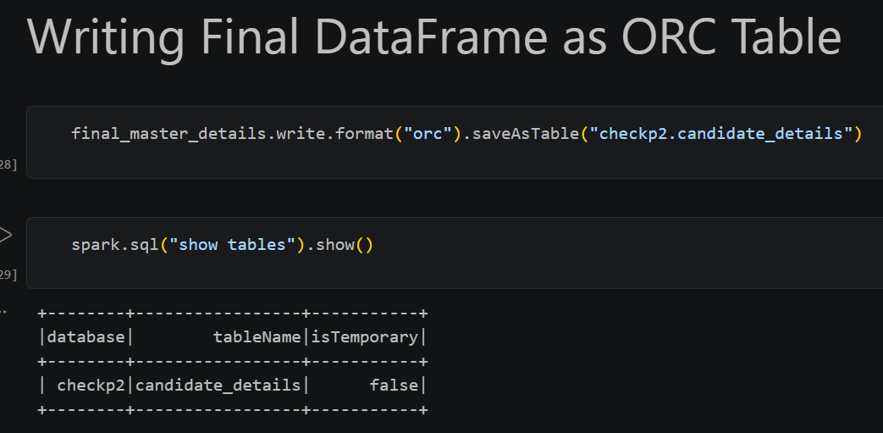 Writing Final DataFrame as ORC Table
final_master_details.write.format("orc").saveAsTable("checkp2.candidate_details")
28]
spark.sql("show tables").show()
29]
+--------+-----------------+-----------+
|database|        tableName|isTemporary|
+--------+-----------------+-----------+
| checkp2|candidate_details|      false|
+--------+-----------------+-----------+